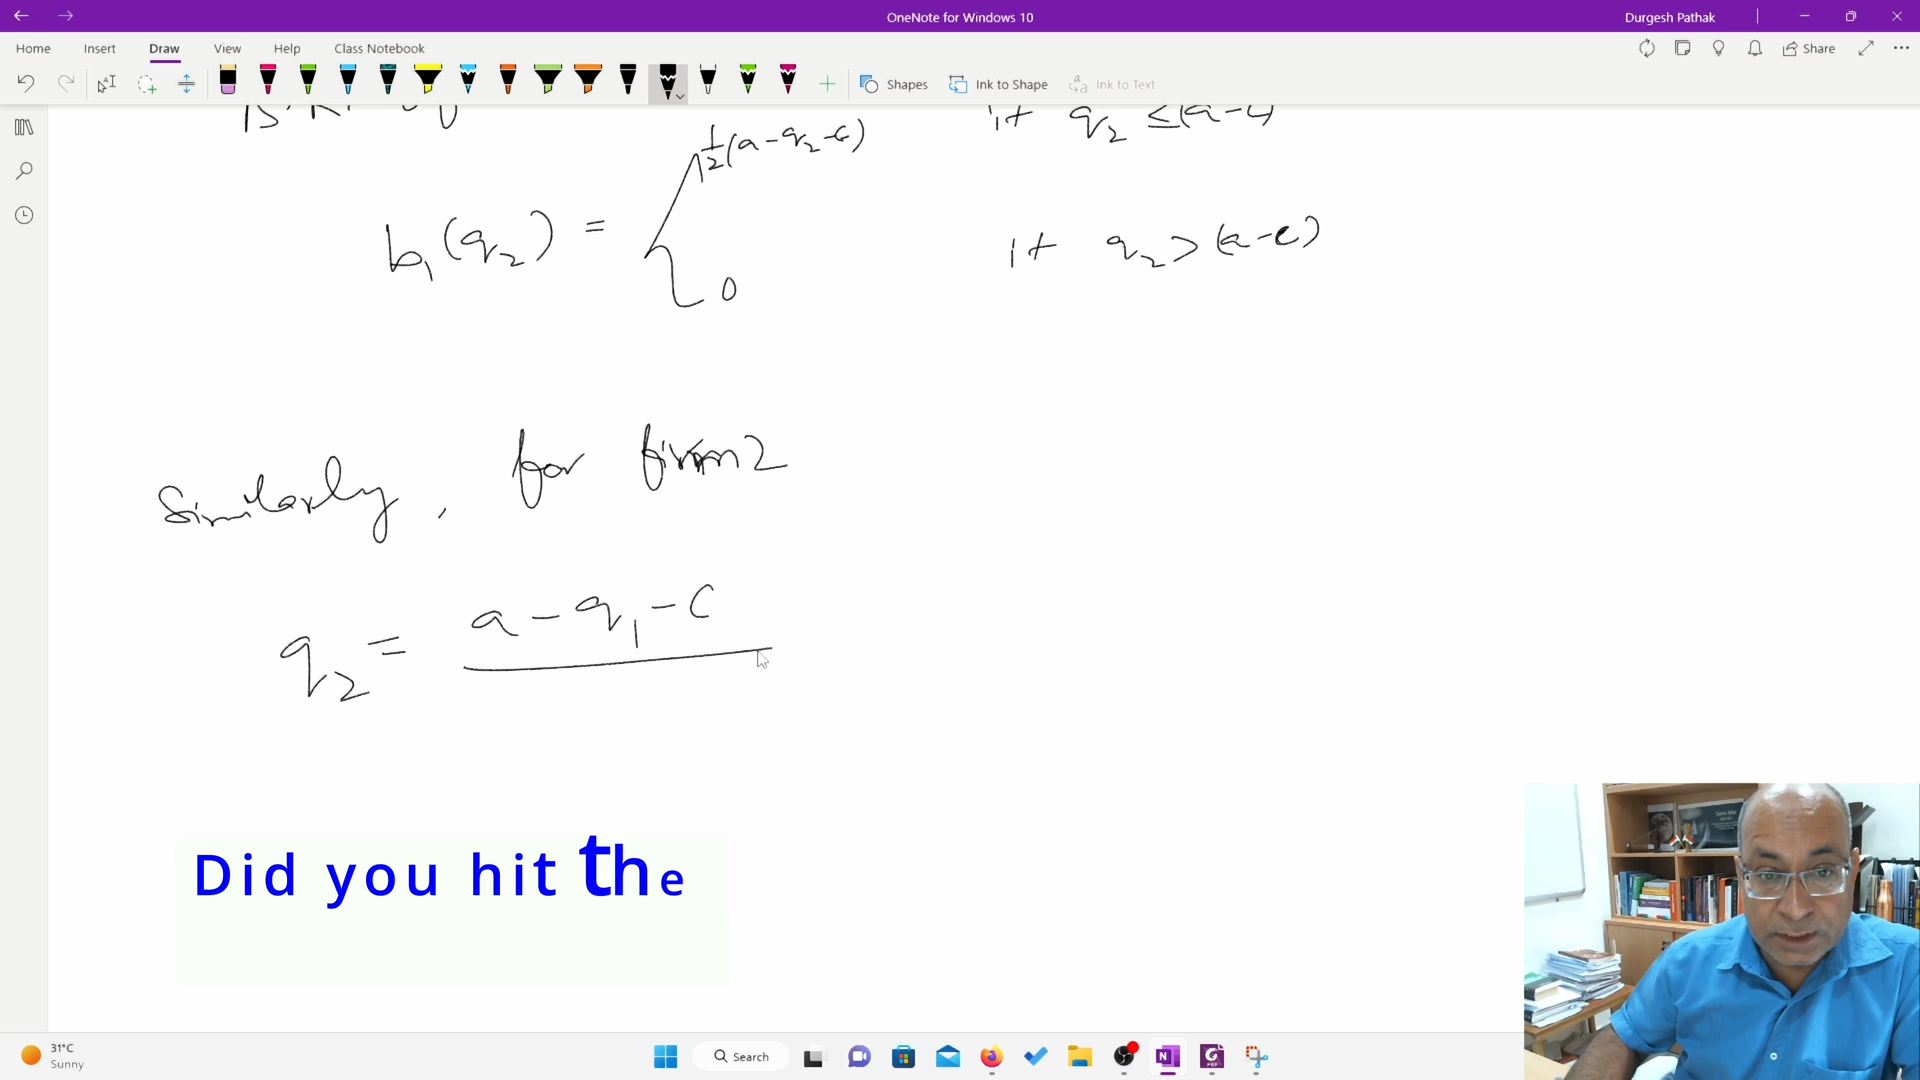 OneNote for Windows 10
Durgesh Pathak
Home Insert Draw View Help Class Notebook
Share
Shapes Ink to Shape Ink to Text
½(a-q₂-c) if q₂ ≤(a-c)
b₁(q₂) =
0 if q₂ > (a-c)
Similarly, for firm 2
q₂ = a - q₁ - c
Did you hit the
31°C
Sunny
Search